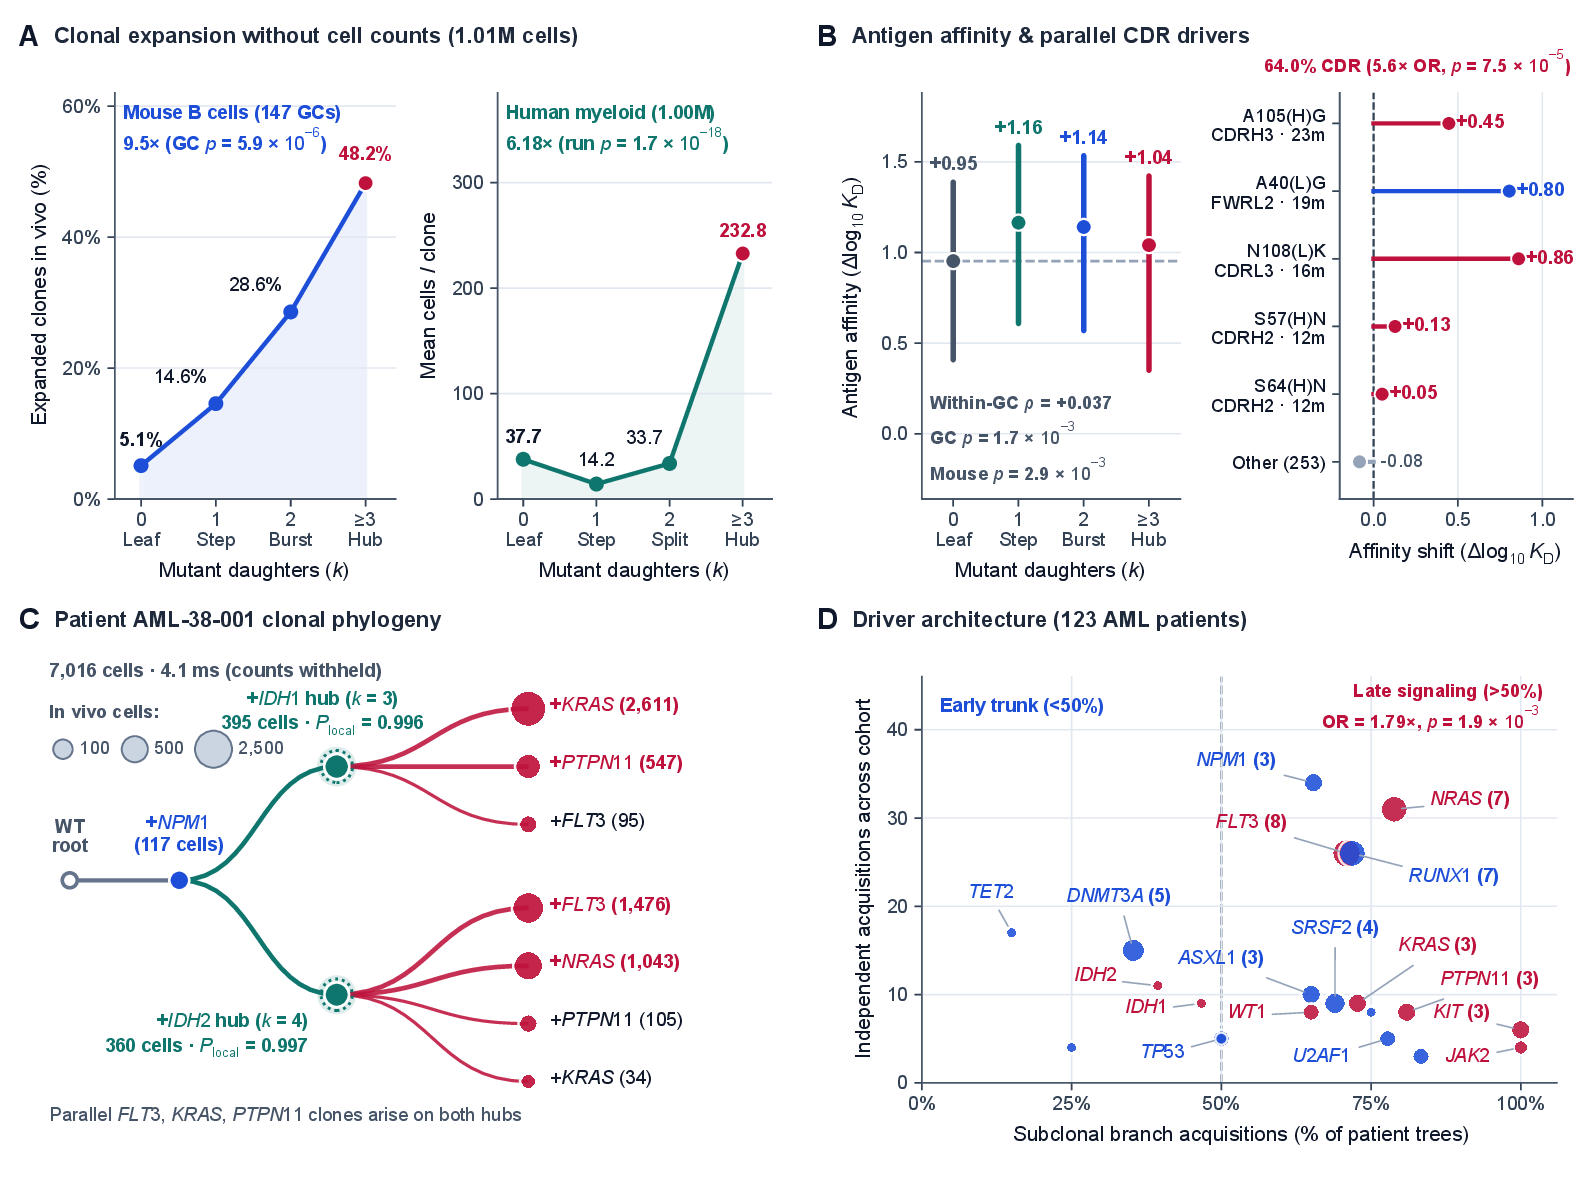 A Clonal expansion without cell counts (1.01M cells)
Expanded clones in vivo (%)
60%
40%
20%
0%
Mouse B cells (147 GCs)
9.5× (GC p = 5.9 × 10⁻⁶)
48.2%
28.6%
14.6%
5.1%
0 1 2 ≥3
Leaf Step Burst Hub
Mutant daughters (k)
Mean cells / clone
300
200
100
0
Human myeloid (1.00M)
6.18× (run p = 1.7 × 10⁻¹⁸)
232.8
37.7
33.7
14.2
0 1 2 ≥3
Leaf Step Split Hub
Mutant daughters (k)
B Antigen affinity & parallel CDR drivers
Antigen affinity (Δlog₁₀ K_D)
1.5
1.0
0.5
0.0
+0.95
+1.16
+1.14
+1.04
Within-GC ρ = +0.037
GC p = 1.7 × 10⁻³
Mouse p = 2.9 × 10⁻³
0 1 2 ≥3
Leaf Step Burst Hub
Mutant daughters (k)
64.0% CDR (5.6× OR, p = 7.5 × 10⁻⁵)
A105(H)G
CDRH3 · 23m
+0.45
A40(L)G
FWRL2 · 19m
+0.80
N108(L)K
CDRL3 · 16m
+0.86
S57(H)N
CDRH2 · 12m
+0.13
S64(H)N
CDRH2 · 12m
+0.05
Other (253)
-0.08
0.0 0.5 1.0
Affinity shift (Δlog₁₀ K_D)
C Patient AML-38-001 clonal phylogeny
7,016 cells · 4.1 ms (counts withheld)
In vivo cells:
100 500 2,500
+IDH1 hub (k = 3)
395 cells · P_local = 0.996
WT
root
+NPM1
(117 cells)
+KRAS (2,611)
+PTPN11 (547)
+FLT3 (95)
+FLT3 (1,476)
+NRAS (1,043)
+PTPN11 (105)
+KRAS (34)
+IDH2 hub (k = 4)
360 cells · P_local = 0.997
Parallel FLT3, KRAS, PTPN11 clones arise on both hubs
D Driver architecture (123 AML patients)
Independent acquisitions across cohort
40
30
20
10
0
Early trunk (<50%)
Late signaling (>50%)
OR = 1.79×, p = 1.9 × 10⁻³
NPM1 (3)
NRAS (7)
FLT3 (8)
RUNX1 (7)
TET2
DNMT3A (5)
SRSF2 (4)
ASXL1 (3)
KRAS (3)
IDH2
PTPN11 (3)
IDH1
WT1
KIT (3)
TP53
U2AF1
JAK2
0% 25% 50% 75% 100%
Subclonal branch acquisitions (% of patient trees)